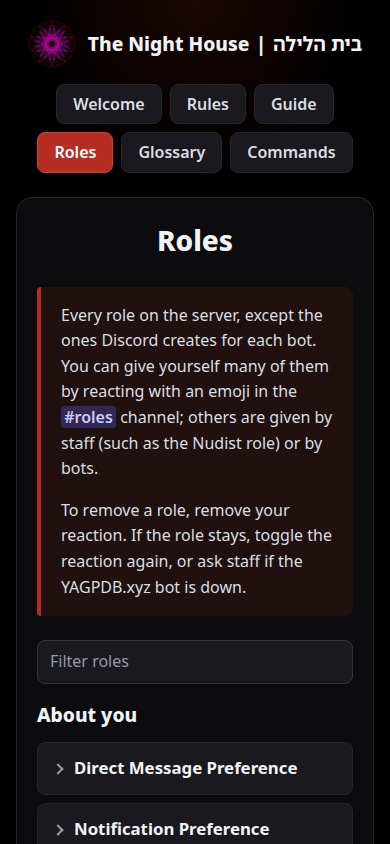 The Night House | בית הלילה
Welcome
Rules
Guide
Roles
Glossary
Commands
Roles
Every role on the server, except the
ones Discord creates for each bot.
You can give yourself many of them
by reacting with an emoji in the
#roles channel; others are given by
staff (such as the Nudist role) or by
bots.
To remove a role, remove your
reaction. If the role stays, toggle the
reaction again, or ask staff if the
YAGPDB.xyz bot is down.
Filter roles
About you
Direct Message Preference
Notification Preference